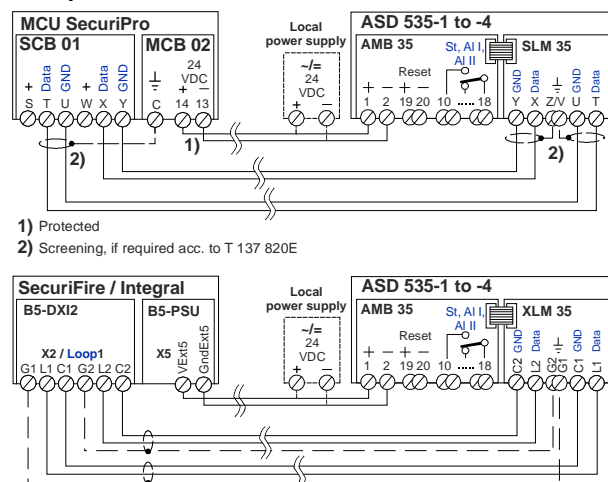 MCU SecuriPro
SCB 01
MCB 02
+ Data GND + Data GND
24
VDC
+ −
S T U W X Y C 14 13
2)
1)
Local
power supply
~/=
24
VDC
+ −
ASD 535-1 to -4
AMB 35
St, Al I,
Al II
SLM 35
Reset
+ − + −
1 2 19 20 10 ..... 18
GND Data GND Data
Y X Z/V U T
2)
1) Protected
2) Screening, if required acc. to T 137 820E
SecuriFire / Integral
B5-DXI2
B5-PSU
X2 / Loop1
X5
VExt5
GndExt5
G1 L1 C1 G2 L2 C2
Local
power supply
~/=
24
VDC
+ −
ASD 535-1 to -4
AMB 35
St, Al I,
Al II
XLM 35
Reset
+ − + −
1 2 19 20 10 ..... 18
GND Data GND Data
C2 L2 G2 G1 C1 L1